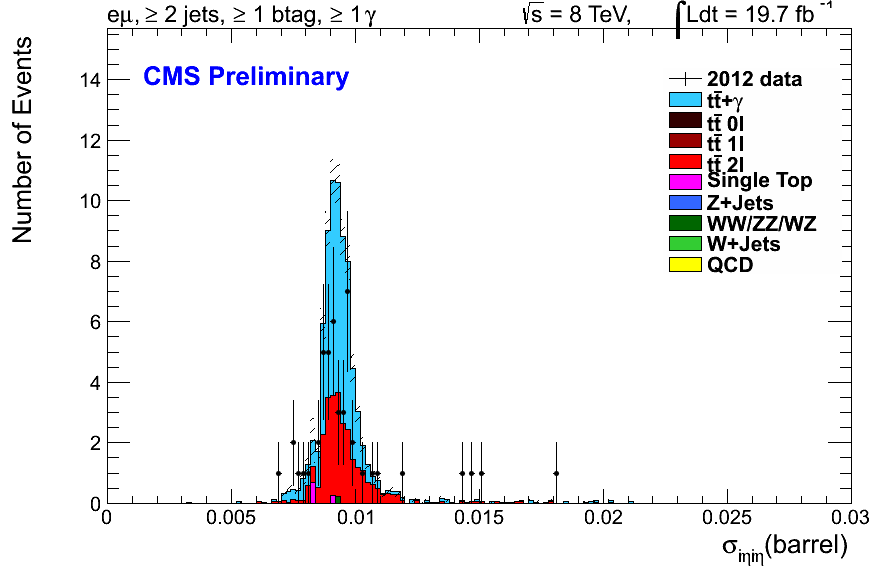 eμ, ≥ 2 jets, ≥ 1 btag, ≥ 1 γ √s = 8 TeV, ∫Ldt = 19.7 fb⁻¹
CMS Preliminary
2012 data
tt̄+γ
tt̄ 0l
tt̄ 1l
tt̄ 2l
Single Top
Z+Jets
WW/ZZ/WZ
W+Jets
QCD
Number of Events
14
12
10
8
6
4
2
0
0 0.005 0.01 0.015 0.02 0.025 0.03
σiηiη(barrel)